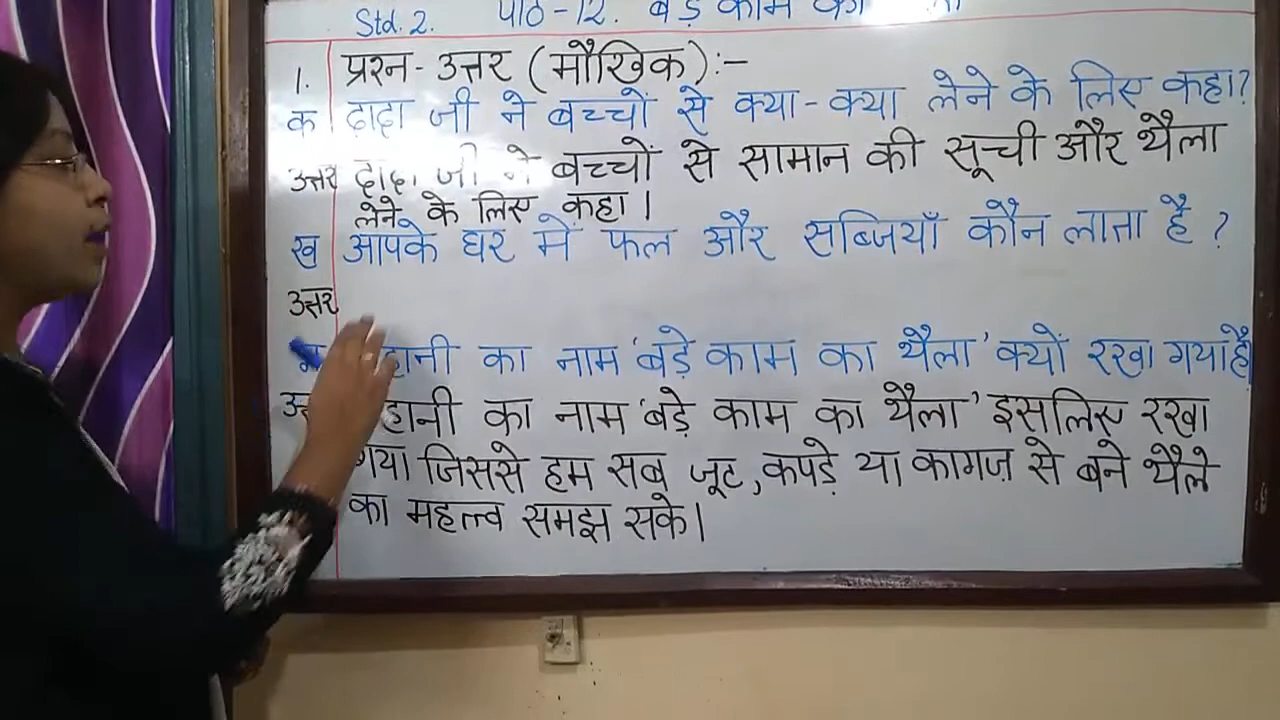 Std. 2. पाठ-12. बड़े काम का
1. प्रश्न-उत्तर (मौखिक):-
क दादा जी ने बच्चों से क्या-क्या लेने के लिए कहा?
उत्तर दादा जी ने बच्चों से सामान की सूची और थैला
लेने के लिए कहा।
ख आपके घर में फल और सब्जियाँ कौन लाता है?
उत्तर
का नाम 'बड़े काम का थैला' क्यों रखा गया है
का नाम 'बड़े काम का थैला' इसलिए रखा
गया जिससे हम सब जूट, कपड़े या कागज़ से बने थैले
का महत्त्व समझ सके।